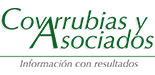 Covarrubias y
Asociados
Información con resultados